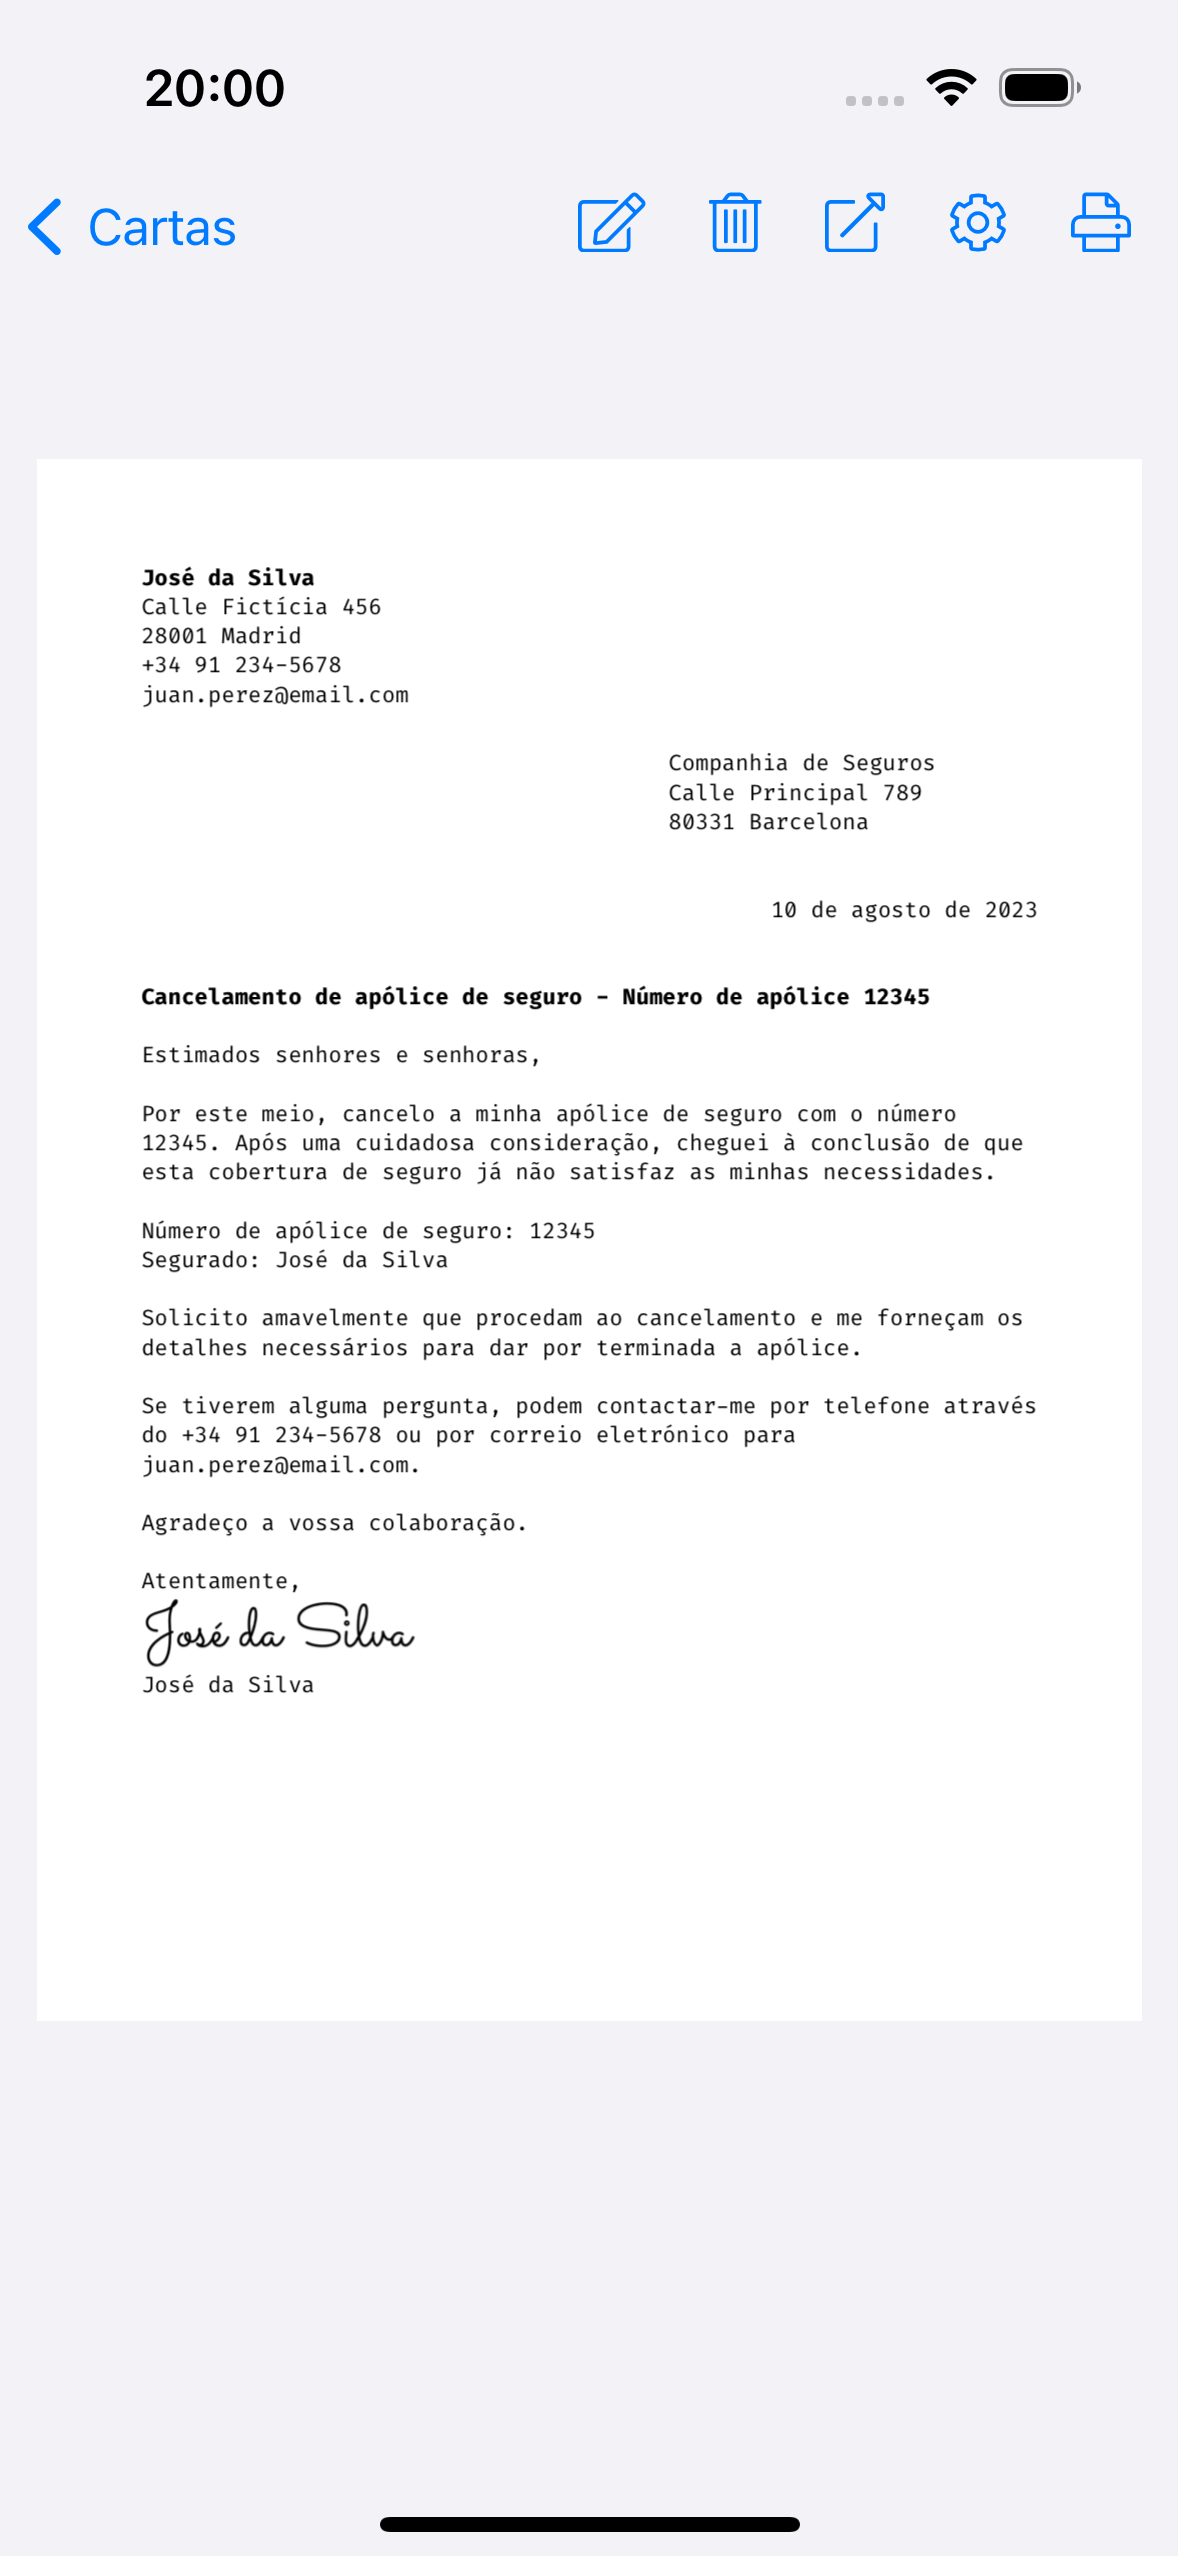 20:00
Cartas
José da Silva
Calle Fictícia 456
28001 Madrid
+34 91 234-5678
juan.perez@email.com
Companhia de Seguros
Calle Principal 789
80331 Barcelona
10 de agosto de 2023
Cancelamento de apólice de seguro - Número de apólice 12345
Estimados senhores e senhoras,
Por este meio, cancelo a minha apólice de seguro com o número
12345. Após uma cuidadosa consideração, cheguei à conclusão de que
esta cobertura de seguro já não satisfaz as minhas necessidades.
Número de apólice de seguro: 12345
Segurado: José da Silva
Solicito amavelmente que procedam ao cancelamento e me forneçam os
detalhes necessários para dar por terminada a apólice.
Se tiverem alguma pergunta, podem contactar-me por telefone através
do +34 91 234-5678 ou por correio eletrónico para
juan.perez@email.com.
Agradeço a vossa colaboração.
Atentamente,
José da Silva
José da Silva